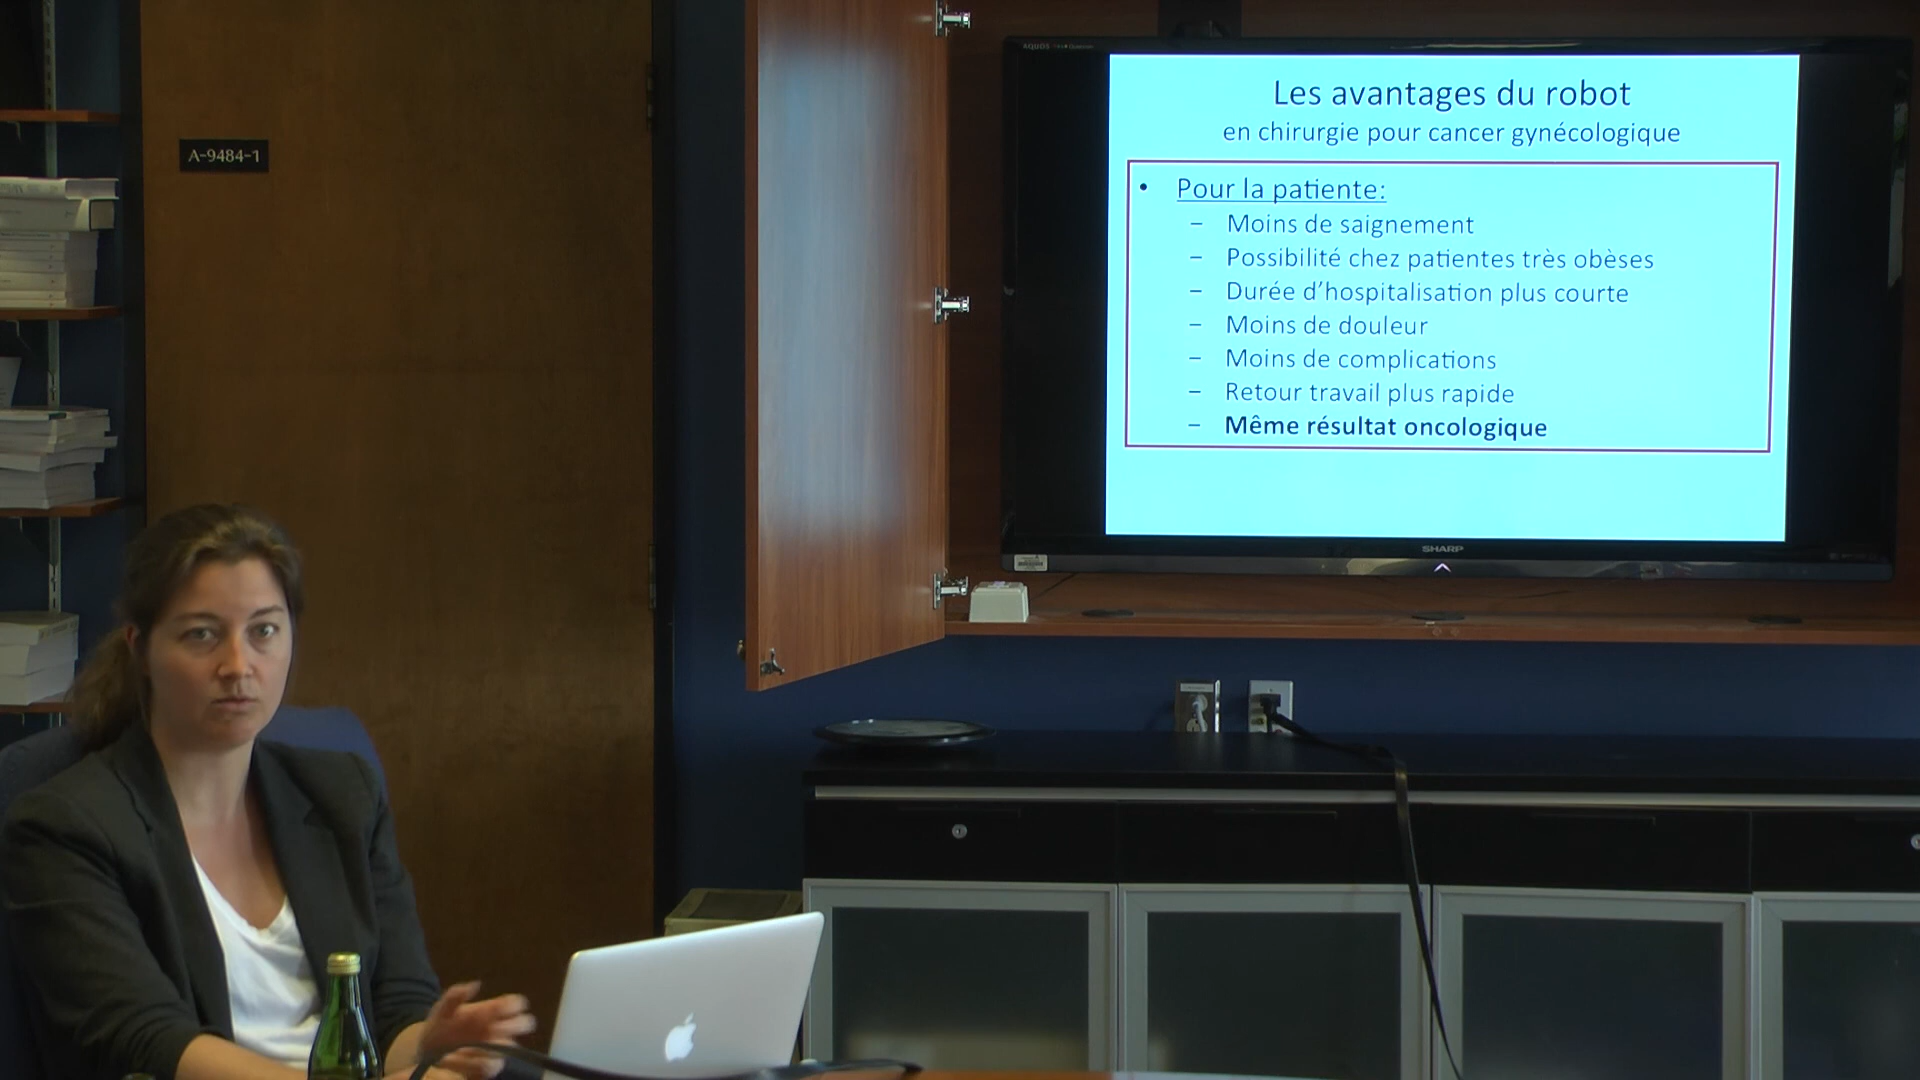 A-9484-1
AQUOS
Les avantages du robot
en chirurgie pour cancer gynécologique
• Pour la patiente:
– Moins de saignement
– Possibilité chez patientes très obèses
– Durée d’hospitalisation plus courte
– Moins de douleur
– Moins de complications
– Retour travail plus rapide
– Même résultat oncologique
SHARP